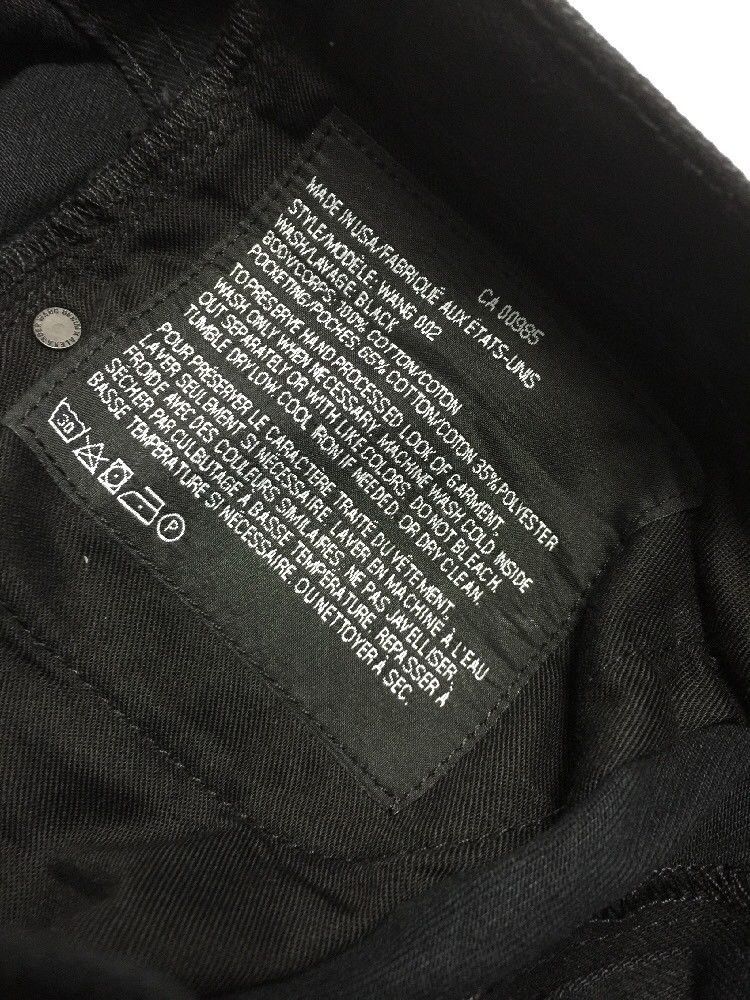 CA 00985
MADE IN USA/FABRIQUÉ AUX ETATS-UNIS
STYLE/MODÈLE: WANG 002
WASH/LAVAGE: BLACK
BODY/CORPS: 100% COTTON/COTON
POCKETING/POCHES: 65% COTTON/COTON 35% POLYESTER
TO PRESERVE HAND PROCESSED LOOK OF GARMENT,
WASH ONLY WHEN NECESSARY. MACHINE WASH COLD. INSIDE
OUT SEPARATELY OR WITH LIKE COLORS. DO NOT BLEACH.
TUMBLE DRY LOW. COOL IRON IF NEEDED. OR DRY CLEAN.
POUR PRÉSERVER LE CARACTÈRE TRAITÉ DU VÊTEMENT,
LAVER SEULEMENT SI NÉCESSAIRE. LAVER EN MACHINE À L'EAU
FROIDE AVEC DES COULEURS SIMILAIRES. NE PAS JAVELLISER.
SÉCHER PAR CULBUTAGE À BASSE TEMPÉRATURE. REPASSER À
BASSE TEMPÉRATURE SI NÉCESSAIRE. OU NETTOYER À SEC.
30 P
ALEXANDER WANG